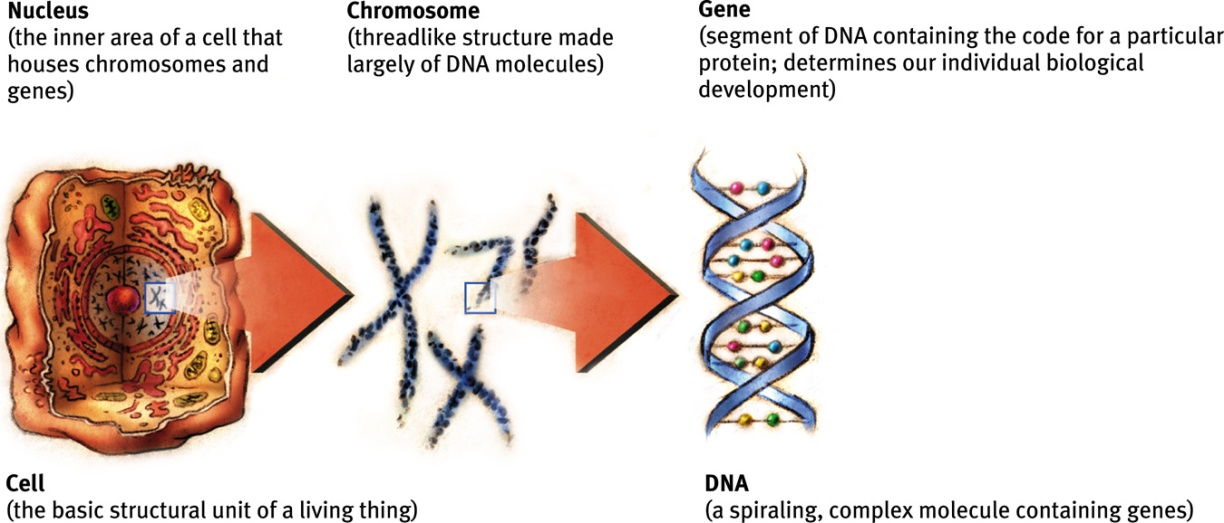 Nucleus
(the inner area of a cell that
houses chromosomes and
genes)
Chromosome
(threadlike structure made
largely of DNA molecules)
Gene
(segment of DNA containing the code for a particular
protein; determines our individual biological
development)
Cell
(the basic structural unit of a living thing)
DNA
(a spiraling, complex molecule containing genes)